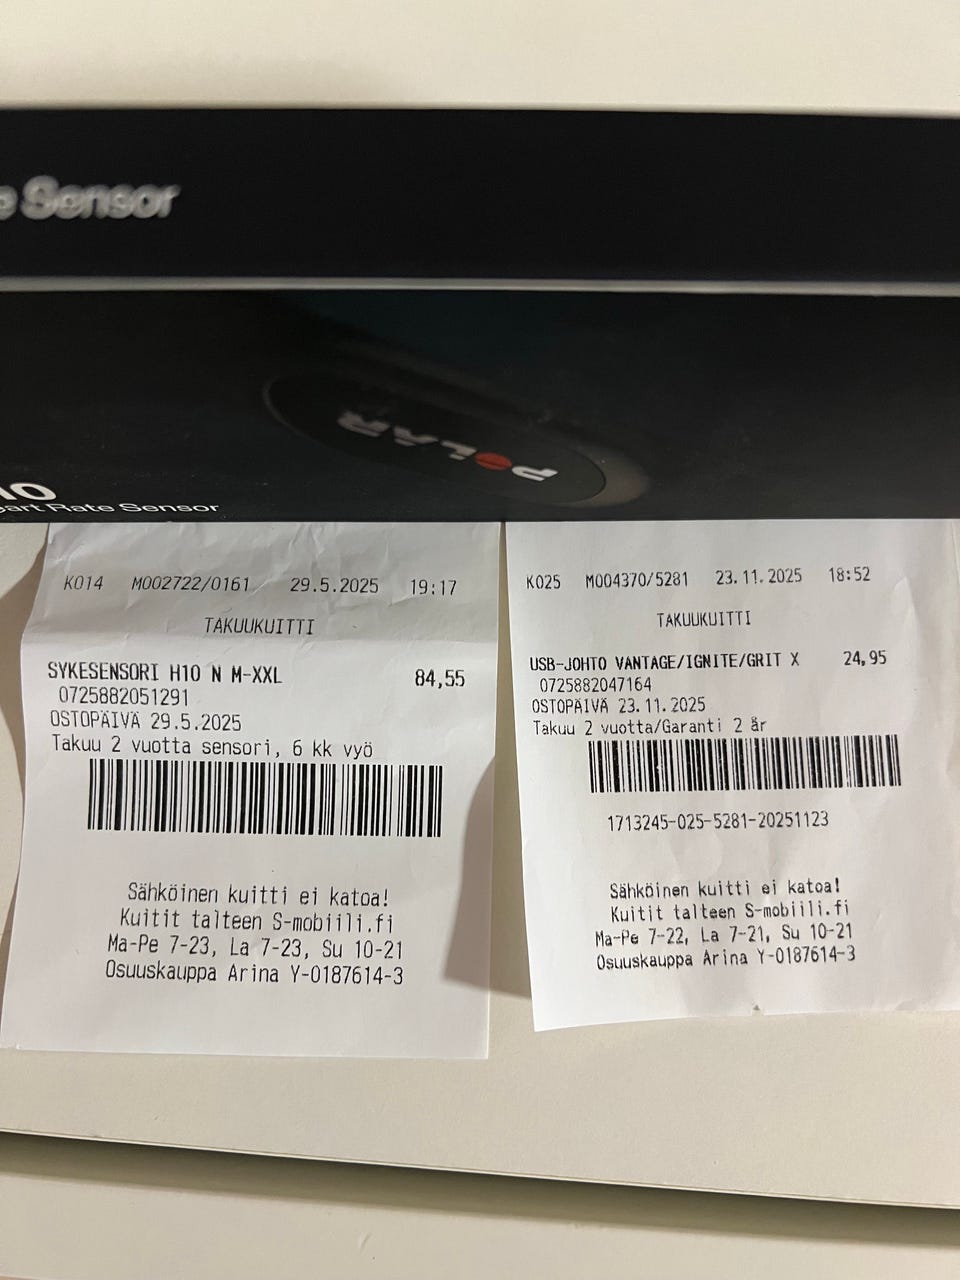 Sensor
POLAR
10
Rate Sensor
K014 M002722/0161 29.5.2025 19:17
TAKUUKUITTI
SYKESENSORI H10 N M-XXL 84,55
0725882051291
OSTOPÄIVÄ 29.5.2025
Takuu 2 vuotta sensori, 6 kk vyö
Sähköinen kuitti ei katoa!
Kuitit talteen S-mobiili.fi
Ma-Pe 7-23, La 7-23, Su 10-21
Osuuskauppa Arina Y-0187614-3
K025 M004370/5281 23.11.2025 18:52
TAKUUKUITTI
USB-JOHTO VANTAGE/IGNITE/GRIT X 24,95
0725882047164
OSTOPÄIVÄ 23.11.2025
Takuu 2 vuotta/Garanti 2 år
1713245-025-5281-20251123
Sähköinen kuitti ei katoa!
Kuitit talteen S-mobiili.fi
Ma-Pe 7-22, La 7-21, Su 10-21
Osuuskauppa Arina Y-0187614-3